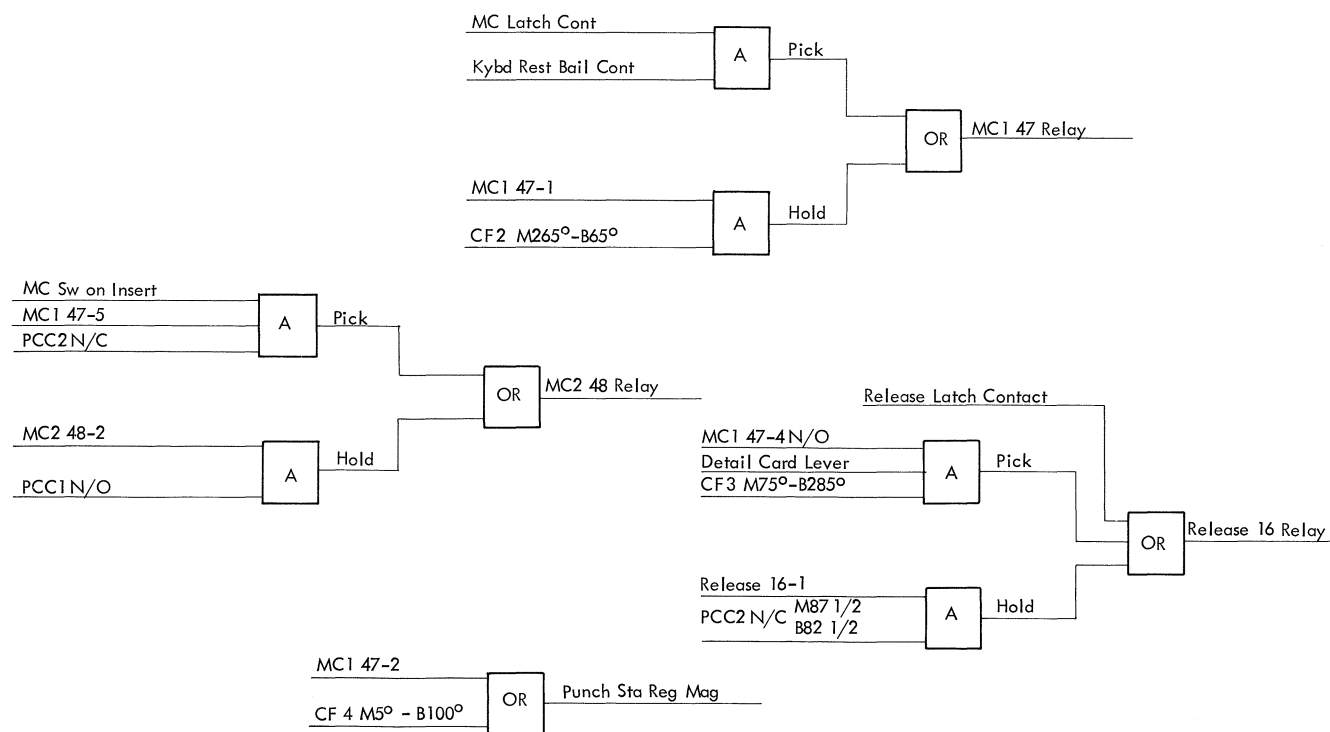 MC Latch Cont
A
Pick
Kybd Rest Bail Cont
OR
MC1 47 Relay
MC1 47-1
A
Hold
CF2 M265°-B65°
MC Sw on Insert
MC1 47-5
A
Pick
PCC2 N/C
OR
MC2 48 Relay
MC2 48-2
A
Hold
PCC1 N/O
Release Latch Contact
MC1 47-4 N/O
Detail Card Lever
A
Pick
CF3 M75°-B285°
OR
Release 16 Relay
Release 16-1
PCC2 N/C M87 1/2
B82 1/2
A
Hold
MC1 47-2
OR
Punch Sta Reg Mag
CF 4 M5° - B100°